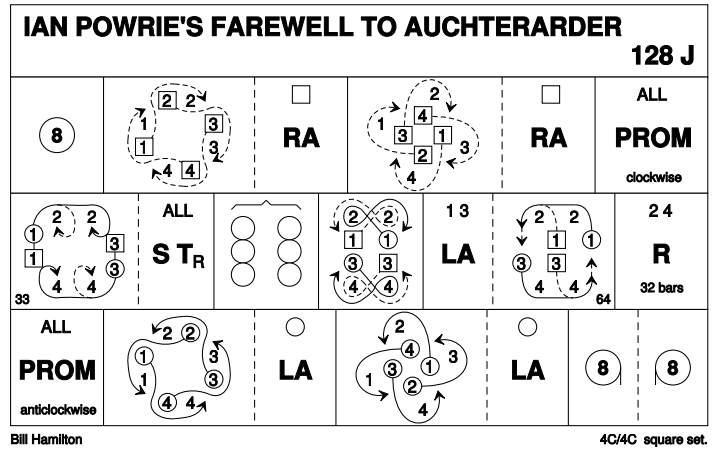 IAN POWRIE'S FAREWELL TO AUCHTERARDER
128 J
8
2 2
1 3
1 3
4 4
RA
2
4
1 3 1 3
2
4
RA
ALL
PROM
clockwise
2 2
1 3
1 3
4 4
33
ALL
S TR
2 2
1 1
3 3
4 4
1 3
LA
2 2
1 1
3 3
4 4
64
2 4
R
32 bars
ALL
PROM
anticlockwise
2 2
1 3
1 3
4 4
LA
2
4
1 3 1 3
2
4
LA
8
8
Bill Hamilton
4C/4C square set.